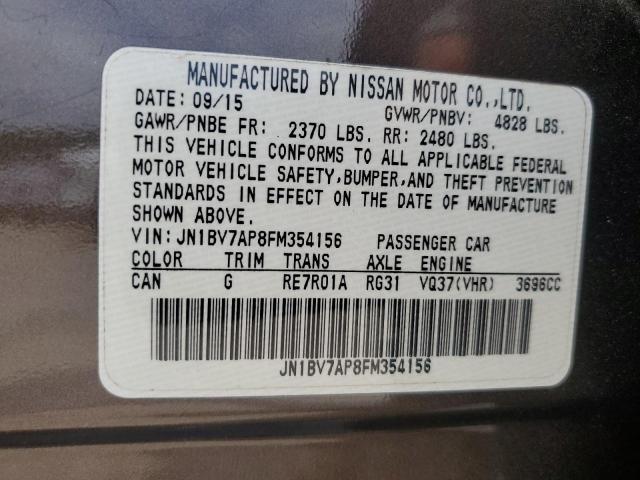 MANUFACTURED BY NISSAN MOTOR CO.,LTD.
DATE: 09/15 GVWR/PNBV: 4828 LBS.
GAWR/PNBE FR: 2370 LBS. RR: 2480 LBS.
THIS VEHICLE CONFORMS TO ALL APPLICABLE FEDERAL
MOTOR VEHICLE SAFETY,BUMPER,AND THEFT PREVENTION
STANDARDS IN EFFECT ON THE DATE OF MANUFACTURE
SHOWN ABOVE.
VIN:JN1BV7AP8FM354156 PASSENGER CAR
COLOR TRIM TRANS AXLE ENGINE
CAN G RE7R01A RG31 VQ37(VHR) 3696CC
JN1BV7AP8FM354156